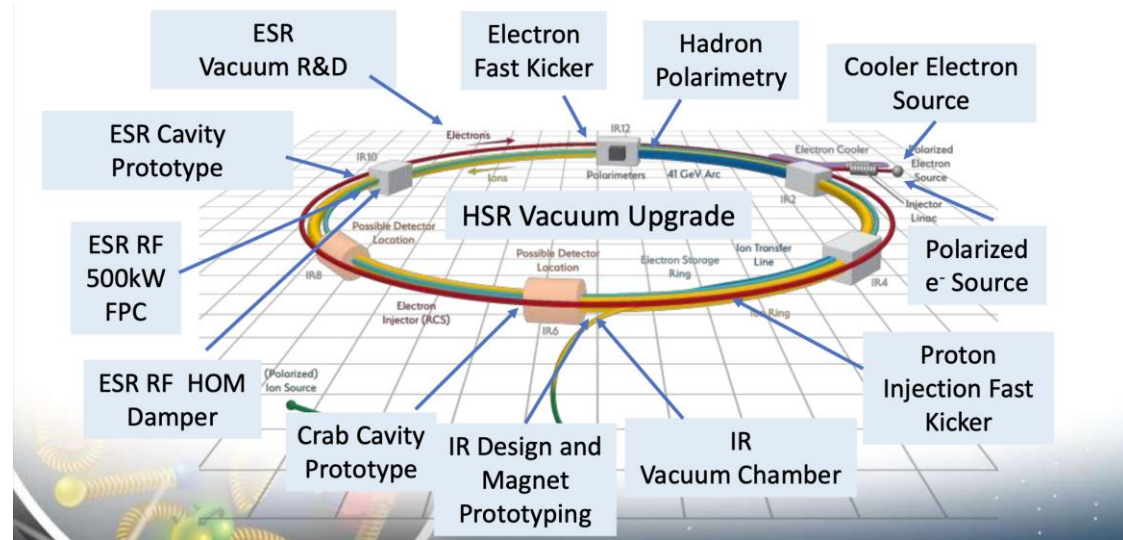 ESR
Vacuum R&D
Electron
Fast Kicker
Hadron
Polarimetry
Cooler Electron
Source
ESR Cavity
Prototype
Electrons
IR12
IR10
Ions
Polarimeters
41 GeV Arc
Electron Cooler
Polarized
Electron
Source
IR2
Injector
Linac
HSR Vacuum Upgrade
ESR RF
500kW
FPC
Possible Detector
Location
IR8
Possible Detector
Location
Ion Transfer
Line
Electron Storage
Ring
IR4
Polarized
e⁻ Source
Electron
Injector (RCS)
IR6
Ion Ring
ESR RF HOM
Damper
(Polarized)
Ion Source
Crab Cavity
Prototype
IR Design and
Magnet
Prototyping
IR
Vacuum Chamber
Proton
Injection Fast
Kicker